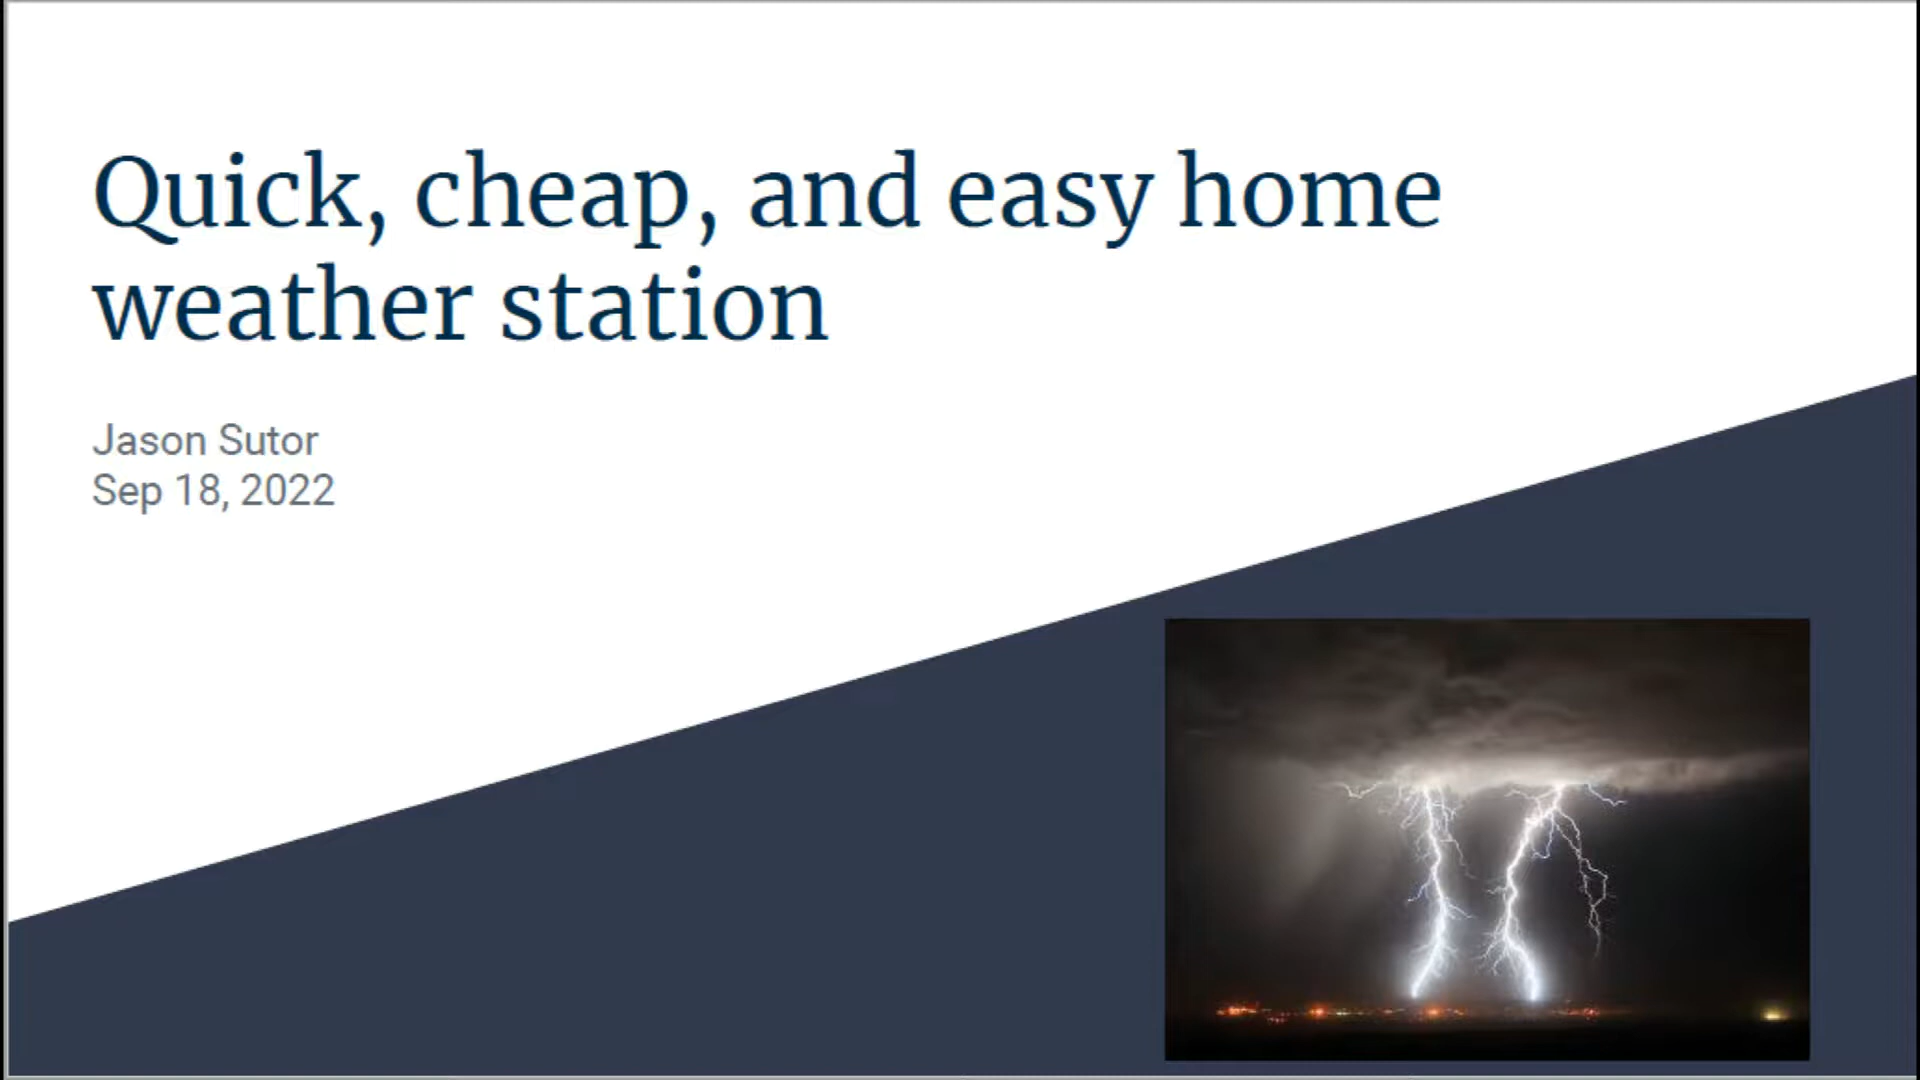 Quick, cheap, and easy home
weather station
Jason Sutor
Sep 18, 2022